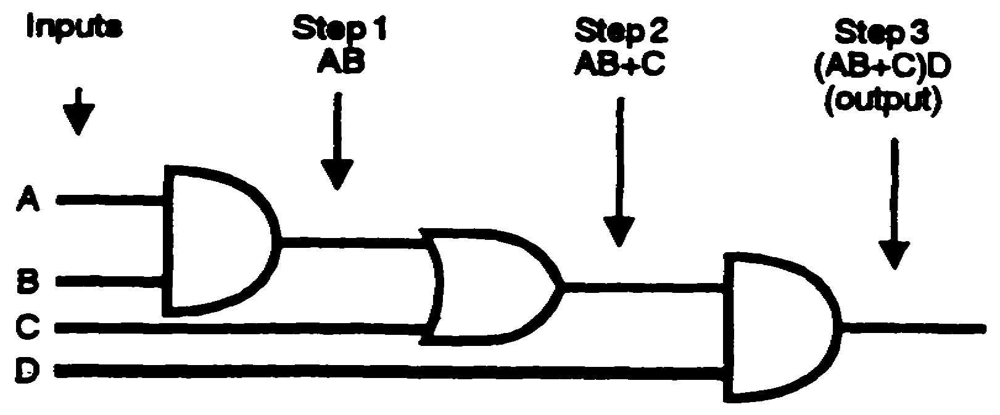 Inputs
Step 1
AB
Step 2
AB+C
Step 3
(AB+C)D
(output)
A
B
C
D